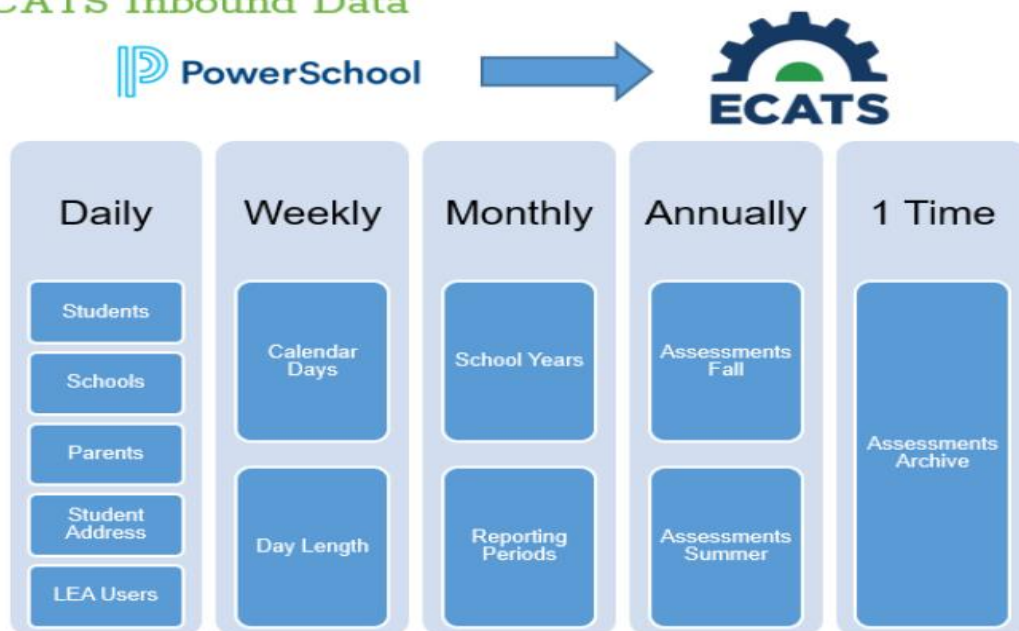 ECATS Inbound Data
PowerSchool
ECATS
Daily
Weekly
Monthly
Annually
1 Time
Students
Schools
Parents
Student
Address
LEA Users
Calendar
Days
Day Length
School Years
Reporting
Periods
Assessments
Fall
Assessments
Summer
Assessments
Archive